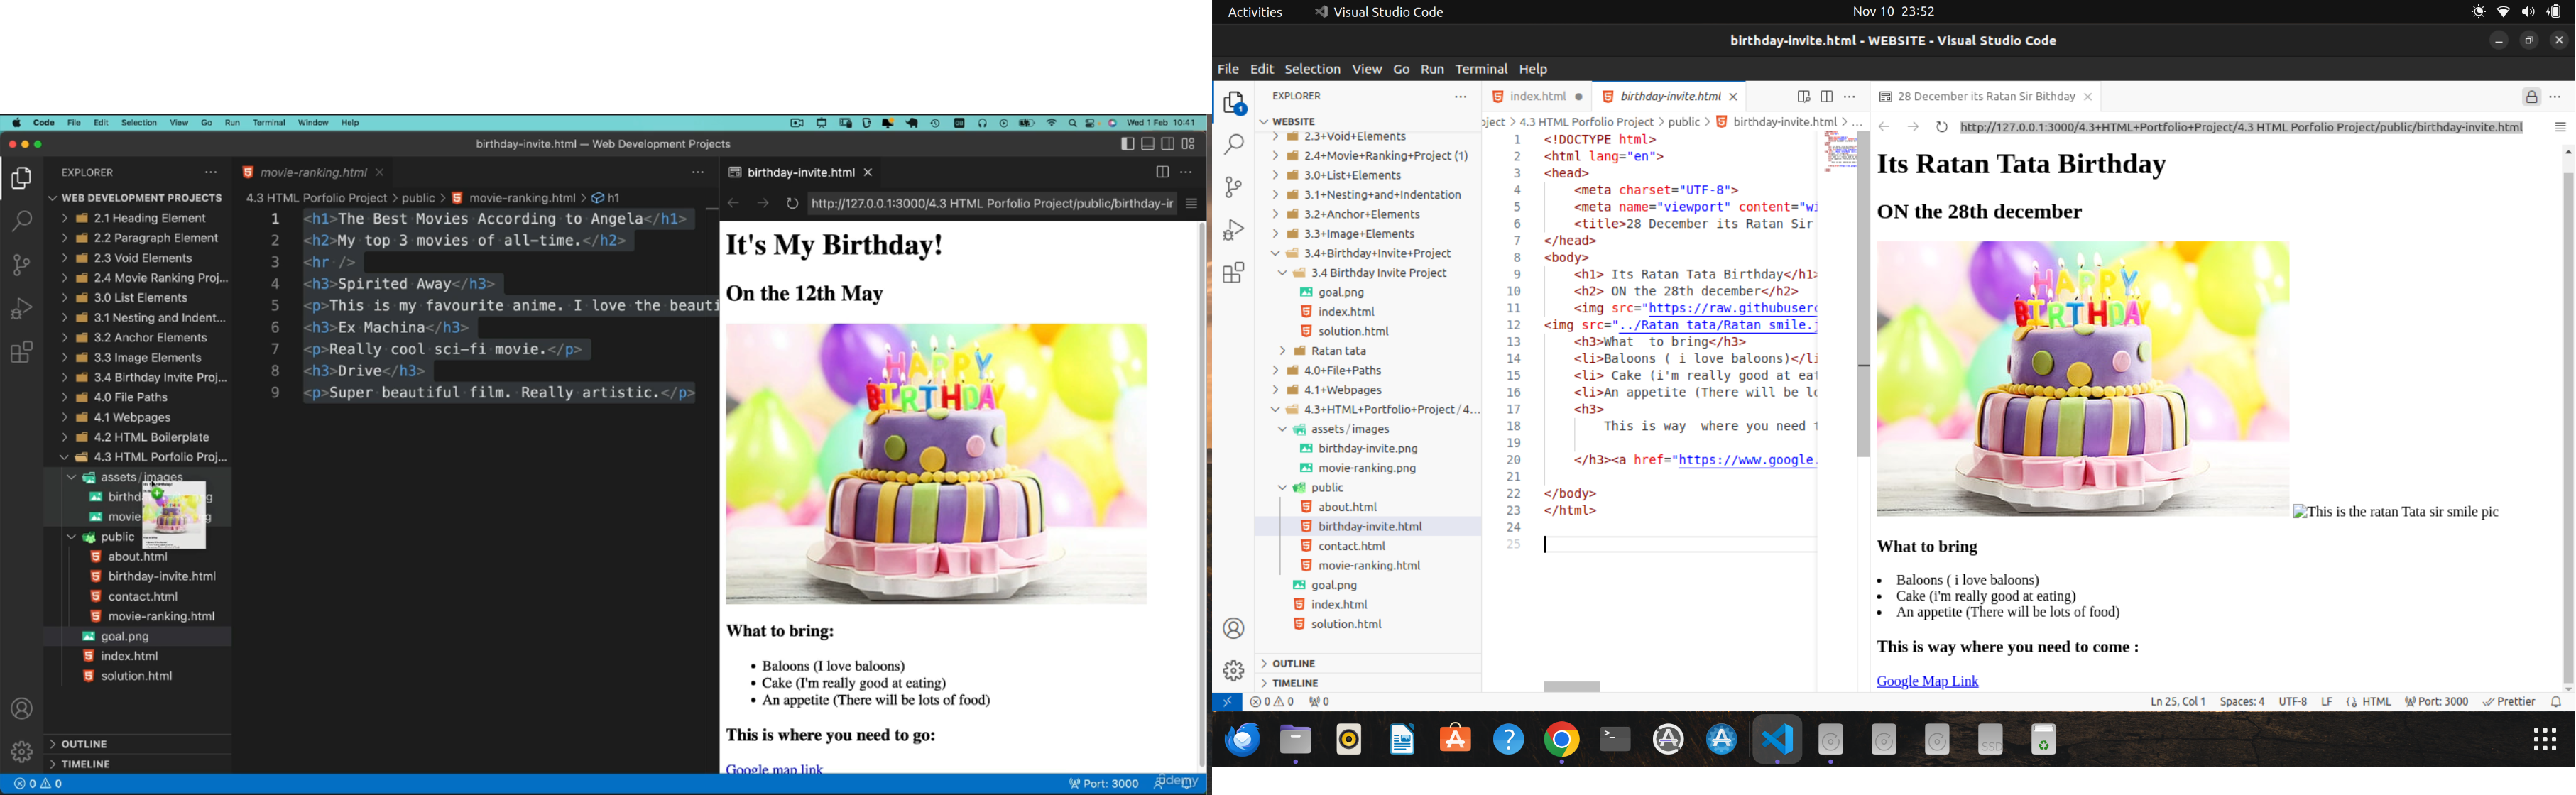 Code File Edit Selection View Go Run Terminal Window Help
Wed 1 Feb 10:41
birthday-invite.html — Web Development Projects
EXPLORER
WEB DEVELOPMENT PROJECTS
2.1 Heading Element
2.2 Paragraph Element
2.3 Void Elements
2.4 Movie Ranking Proj...
3.0 List Elements
3.1 Nesting and Indent...
3.2 Anchor Elements
3.3 Image Elements
3.4 Birthday Invite Proj...
4.0 File Paths
4.1 Webpages
4.2 HTML Boilerplate
4.3 HTML Porfolio Proj...
assets/images
public
about.html
birthday-invite.html
contact.html
movie-ranking.html
goal.png
index.html
solution.html
OUTLINE
TIMELINE
0 0
movie-ranking.html
4.3 HTML Porfolio Project > public > movie-ranking.html > h1
1 <h1>The Best Movies According to Angela</h1>
2 <h2>My top 3 movies of all-time.</h2>
3 <hr />
4 <h3>Spirited Away</h3>
5 <p>This is my favourite anime. I love the beauti
6 <h3>Ex Machina</h3>
7 <p>Really cool sci-fi movie.</p>
8 <h3>Drive</h3>
9 <p>Super beautiful film. Really artistic.</p>
birthday-invite.html
http://127.0.0.1:3000/4.3 HTML Porfolio Project/public/birthday-ir
It's My Birthday!
On the 12th May
HAPPY
BIRTHDAY
What to bring:
• Baloons (I love baloons)
• Cake (I'm really good at eating)
• An appetite (There will be lots of food)
This is where you need to go:
Google map link
Port: 3000
ûdemy
Activities Visual Studio Code
Nov 10 23:52
birthday-invite.html - WEBSITE - Visual Studio Code
File Edit Selection View Go Run Terminal Help
1
EXPLORER
WEBSITE
2.3+Void+Elements
2.4+Movie+Ranking+Project (1)
3.0+List+Elements
3.1+Nesting+and+Indentation
3.2+Anchor+Elements
3.3+Image+Elements
3.4+Birthday+Invite+Project
3.4 Birthday Invite Project
goal.png
index.html
solution.html
Ratan tata
4.0+File+Paths
4.1+Webpages
4.3+HTML+Portfolio+Project / 4...
assets / images
birthday-invite.png
movie-ranking.png
public
about.html
birthday-invite.html
contact.html
movie-ranking.html
goal.png
index.html
solution.html
OUTLINE
TIMELINE
0 0 0
index.html
birthday-invite.html
oject > 4.3 HTML Porfolio Project > public > birthday-invite.html > ...
1 <!DOCTYPE html>
2 <html lang="en">
3 <head>
4 <meta charset="UTF-8">
5 <meta name="viewport" content="wi
6 <title>28 December its Ratan Sir
7 </head>
8 <body>
9 <h1> Its Ratan Tata Birthday</h1>
10 <h2> ON the 28th december</h2>
11 <img src="https://raw.githubuserc
12 <img src="../Ratan tata/Ratan smile.j
13 <h3>What  to bring</h3>
14 <li>Baloons ( i love baloons)</li
15 <li> Cake (i'm really good at eat
16 <li>An appetite (There will be lo
17 <h3>
18 This is way  where you need t
19
20 </h3><a href="https://www.google.
21
22 </body>
23 </html>
24
25
28 December its Ratan Sir Bithday
http://127.0.0.1:3000/4.3+HTML+Portfolio+Project/4.3 HTML Porfolio Project/public/birthday-invite.html
Its Ratan Tata Birthday
ON the 28th december
HAPPY
BIRTHDAY
This is the ratan Tata sir smile pic
What to bring
• Baloons ( i love baloons)
• Cake (i'm really good at eating)
• An appetite (There will be lots of food)
This is way where you need to come :
Google Map Link
Ln 25, Col 1 Spaces: 4 UTF-8 LF HTML Port: 3000 Prettier
SSD